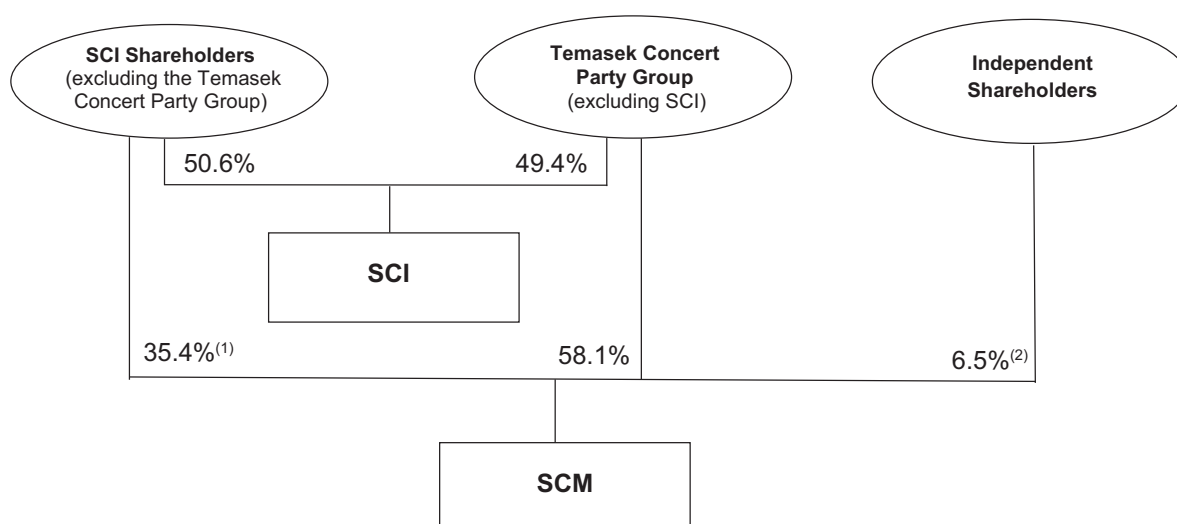 SCI Shareholders
(excluding the Temasek
Concert Party Group)
Temasek Concert
Party Group
(excluding SCI)
Independent
Shareholders
50.6%
49.4%
SCI
35.4%(1)
58.1%
6.5%(2)
SCM